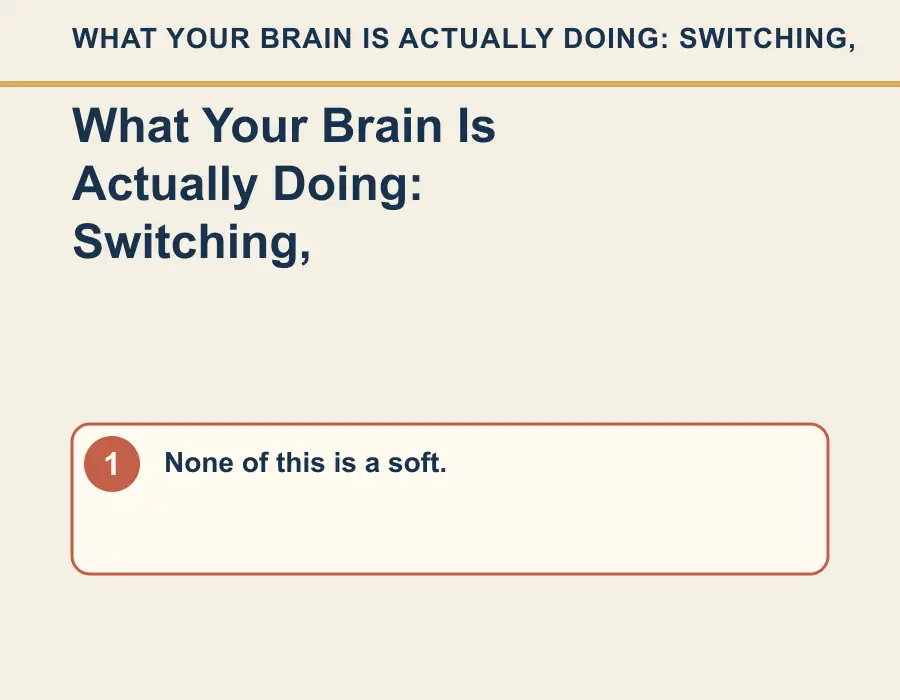 WHAT YOUR BRAIN IS ACTUALLY DOING: SWITCHING,
What Your Brain Is
Actually Doing:
Switching,
1 None of this is a soft.